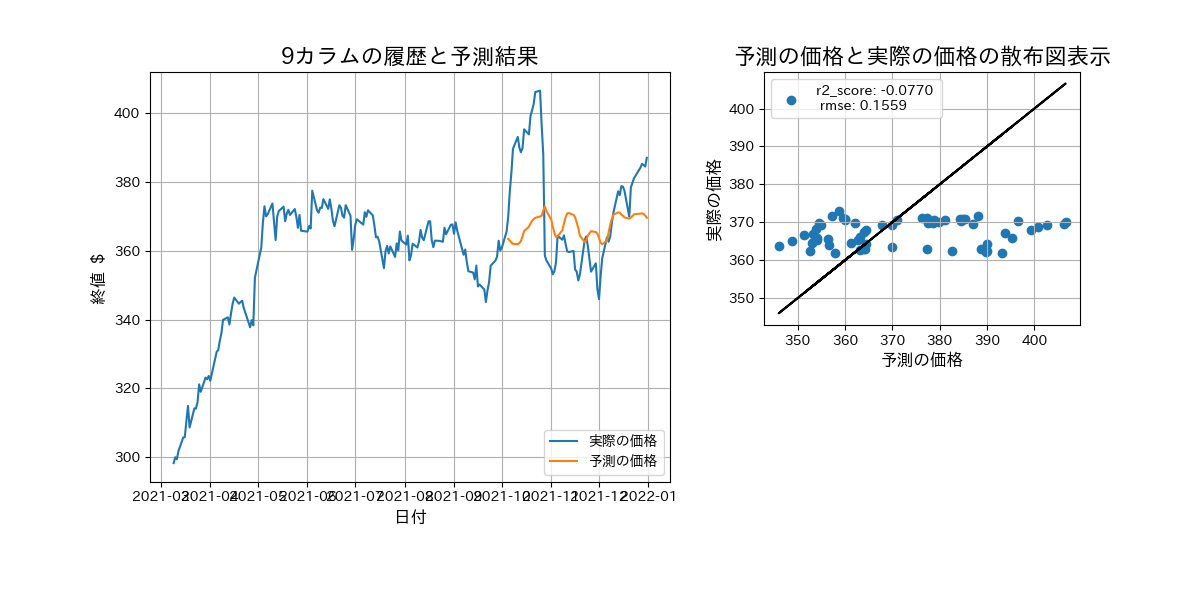 9カラムの履歴と予測結果
400
380
360
340
320
300
終値 $
2021-03 2021-04 2021-05 2021-06 2021-07 2021-08 2021-09 2021-10 2021-11 2021-12 2022-01
日付
実際の価格
予測の価格
予測の価格と実際の価格の散布図表示
r2_score: -0.0770
rmse: 0.1559
400
390
380
370
360
350
実際の価格
350 360 370 380 390 400
予測の価格